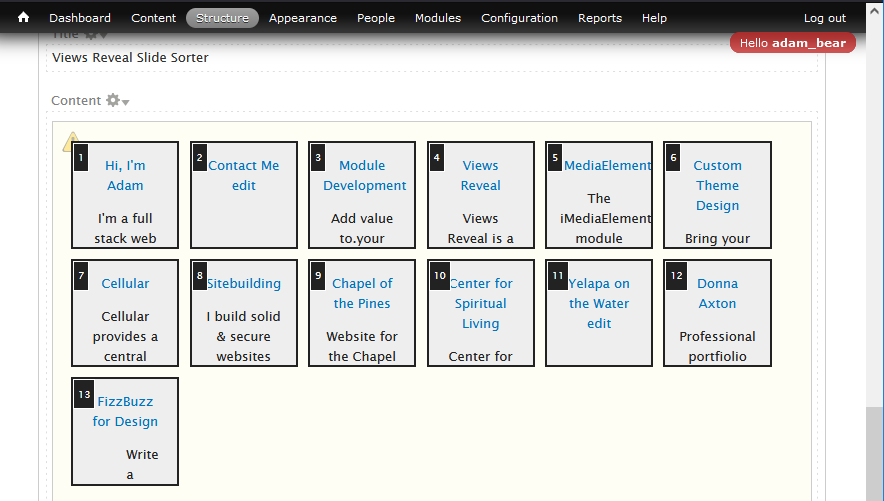 Dashboard Content Structure Appearance People Modules Configuration Reports Help Log out
Title
Hello adam_bear
Views Reveal Slide Sorter
Content
1
Hi, I'm
Adam
I'm a full
stack web
2
Contact Me
edit
3
Module
Development
Add value
to.your
4
Views
Reveal
Views
Reveal is a
5
MediaElement
The
iMediaElement
module
6
Custom
Theme
Design
Bring your
7
Cellular
Cellular
provides a
central
8
Sitebuilding
I build solid
& secure
websites
9
Chapel of
the Pines
Website for
the Chapel
10
Center for
Spiritual
Living
Center for
11
Yelapa on
the Water
edit
12
Donna
Axton
Professional
portfiolio
13
FizzBuzz
for Design
Write
a